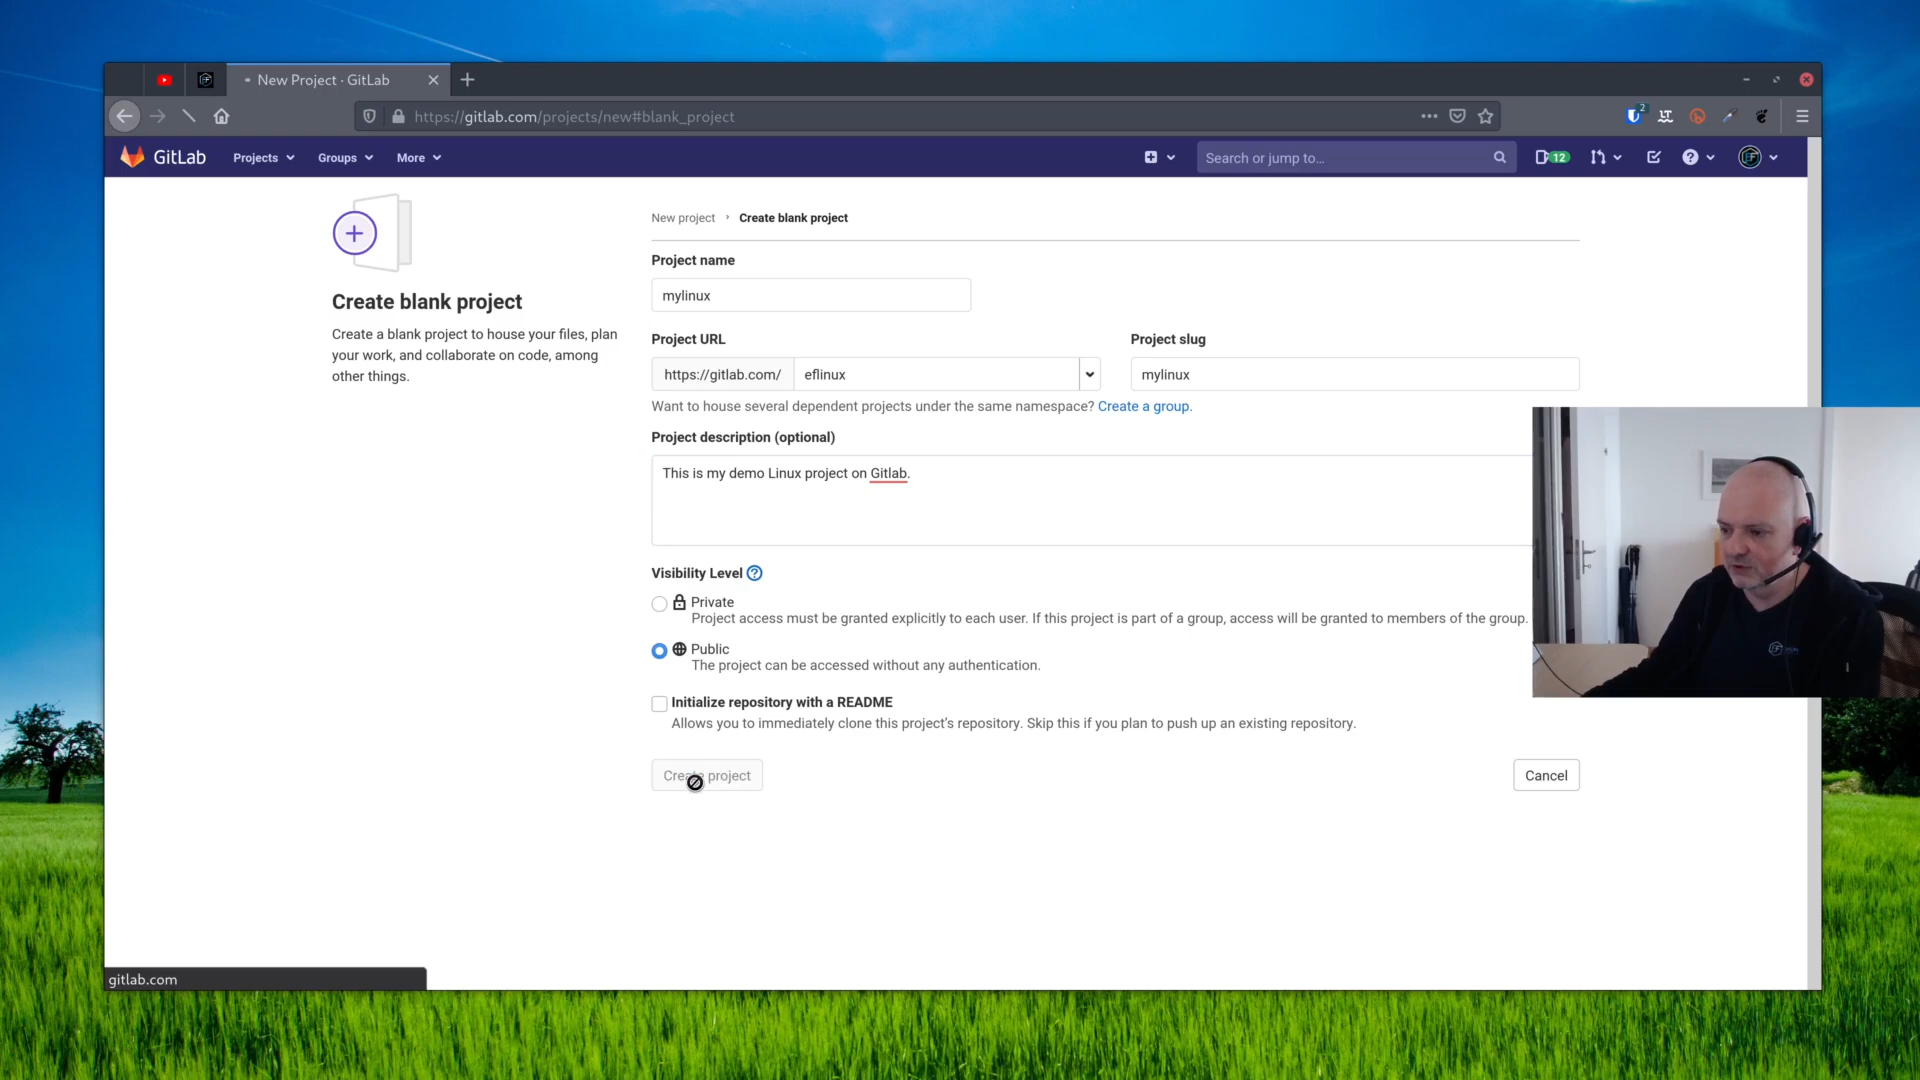 New Project · GitLab
https://gitlab.com/projects/new#blank_project
2
GitLab
Projects
Groups
More
Search or jump to...
12
New project › Create blank project
Create blank project
Create a blank project to house your files, plan
your work, and collaborate on code, among
other things.
Project name
mylinux
Project URL
Project slug
https://gitlab.com/
eflinux
mylinux
Want to house several dependent projects under the same namespace? Create a group.
Project description (optional)
This is my demo Linux project on Gitlab.
Visibility Level
Private
Project access must be granted explicitly to each user. If this project is part of a group, access will be granted to members of the group.
Public
The project can be accessed without any authentication.
Initialize repository with a README
Allows you to immediately clone this project's repository. Skip this if you plan to push up an existing repository.
Create project
Cancel
gitlab.com